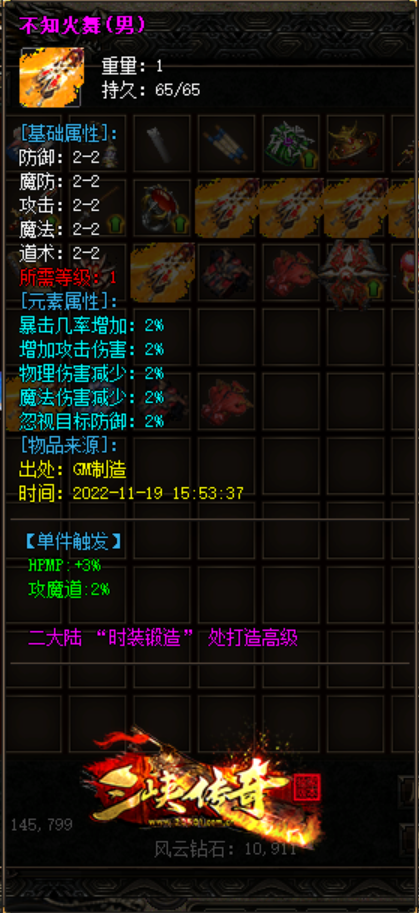 不知火舞(男)
重量: 1
持久: 65/65
[基础属性]:
防御: 2-2
魔防: 2-2
攻击: 2-2
魔法: 2-2
道术: 2-2
所需等级: 1
[元素属性]:
暴击几率增加: 2%
增加攻击伤害: 2%
物理伤害减少: 2%
魔法伤害减少: 2%
忽视目标防御: 2%
[物品来源]:
出处: GM制造
时间: 2022-11-19 15:53:37
【单件触发】
HPMP:+3%
攻魔道:2%
二大陆 “时装锻造” 处打造高级
三峡传奇
145,799
风云钻石: 10,911